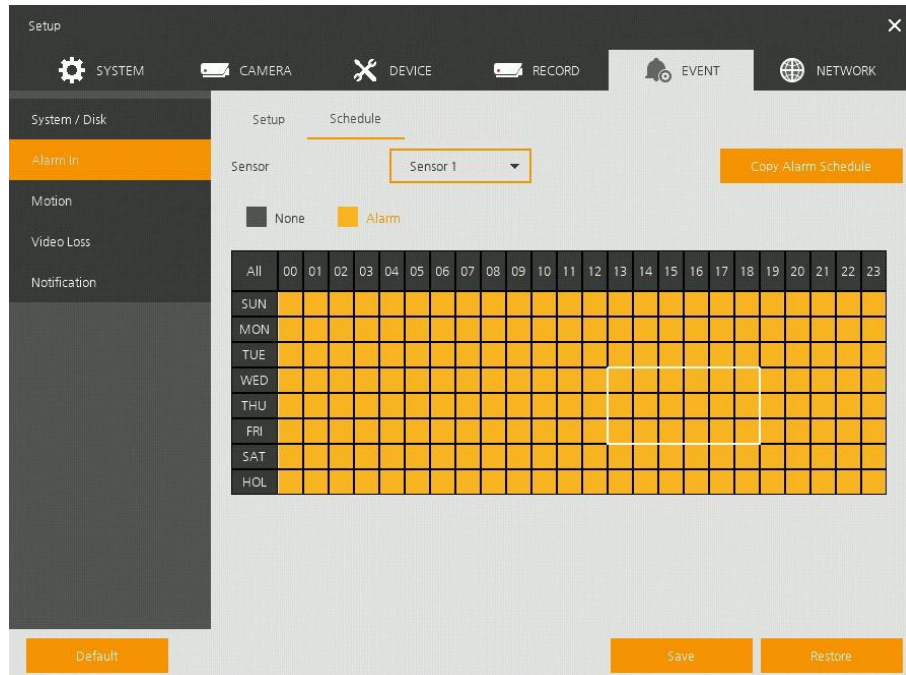 Setup
SYSTEM CAMERA DEVICE RECORD EVENT NETWORK
System / Disk
Alarm In
Motion
Video Loss
Notification
Setup Schedule
Sensor Sensor 1 Copy Alarm Schedule
None Alarm
All 00 01 02 03 04 05 06 07 08 09 10 11 12 13 14 15 16 17 18 19 20 21 22 23
SUN
MON
TUE
WED
THU
FRI
SAT
HOL
Default Save Restore